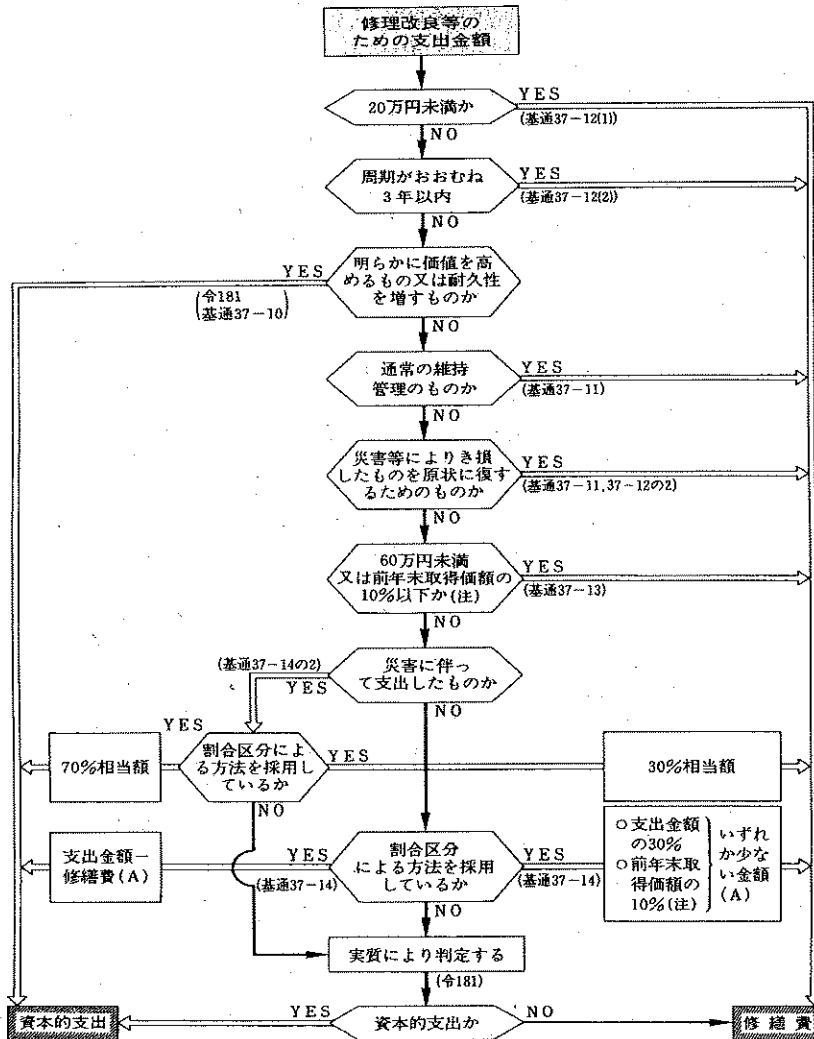 修理改良等の
ための支出金額
20万円未満か
YES
(基通37-12(1))
NO
周期がおおむね
3年以内
YES
(基通37-12(2))
NO
明らかに価値を高
めるもの又は耐久性
を増すものか
YES
(令181
基通37-10)
NO
通常の維持
管理のものか
YES
(基通37-11)
NO
災害等によりき損
したものを原状に復す
るためのものか
YES
(基通37-11,37-12の2)
NO
60万円未満
又は前年末取得価額の
10%以下か(注)
YES
(基通37-13)
NO
災害に伴っ
て支出したものか
(基通37-14の2)
YES
NO
割合区分によ
る方法を採用し
ているか
YES
70%相当額
YES
30%相当額
NO
割合区分
による方法を採用
しているか
YES
(基通37-14)
支出金額-
修繕費(A)
YES
(基通37-14)
○支出金額
の30%
○前年末取
得価額の
10%(注)
いずれ
か少な
い金額
(A)
NO
実質により判定する
(令181)
資本的支出か
YES
資本的支出
NO
修繕費